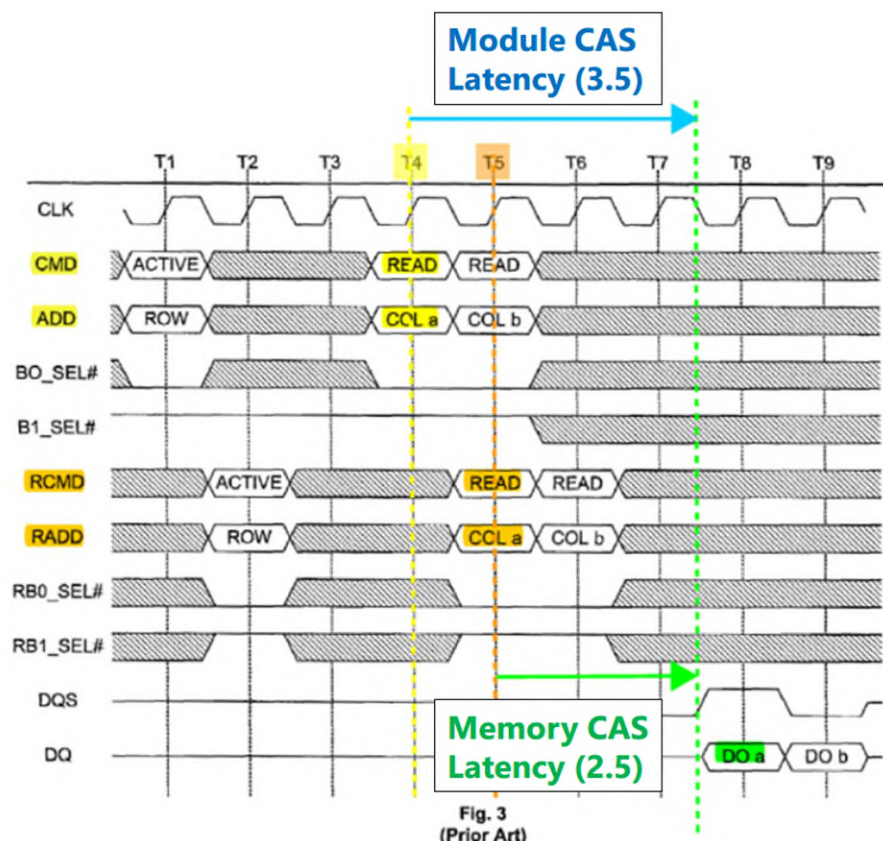 Module CAS
Latency (3.5)
T1 T2 T3 T4 T5 T6 T7 T8 T9
CLK
CMD ACTIVE READ READ
ADD ROW COL a COL b
BO_SEL#
B1_SEL#
RCMD ACTIVE READ READ
RADD ROW CCL a COL b
RB0_SEL#
RB1_SEL#
DQS
Memory CAS
Latency (2.5)
DQ DO a DO b
Fig. 3
(Prior Art)